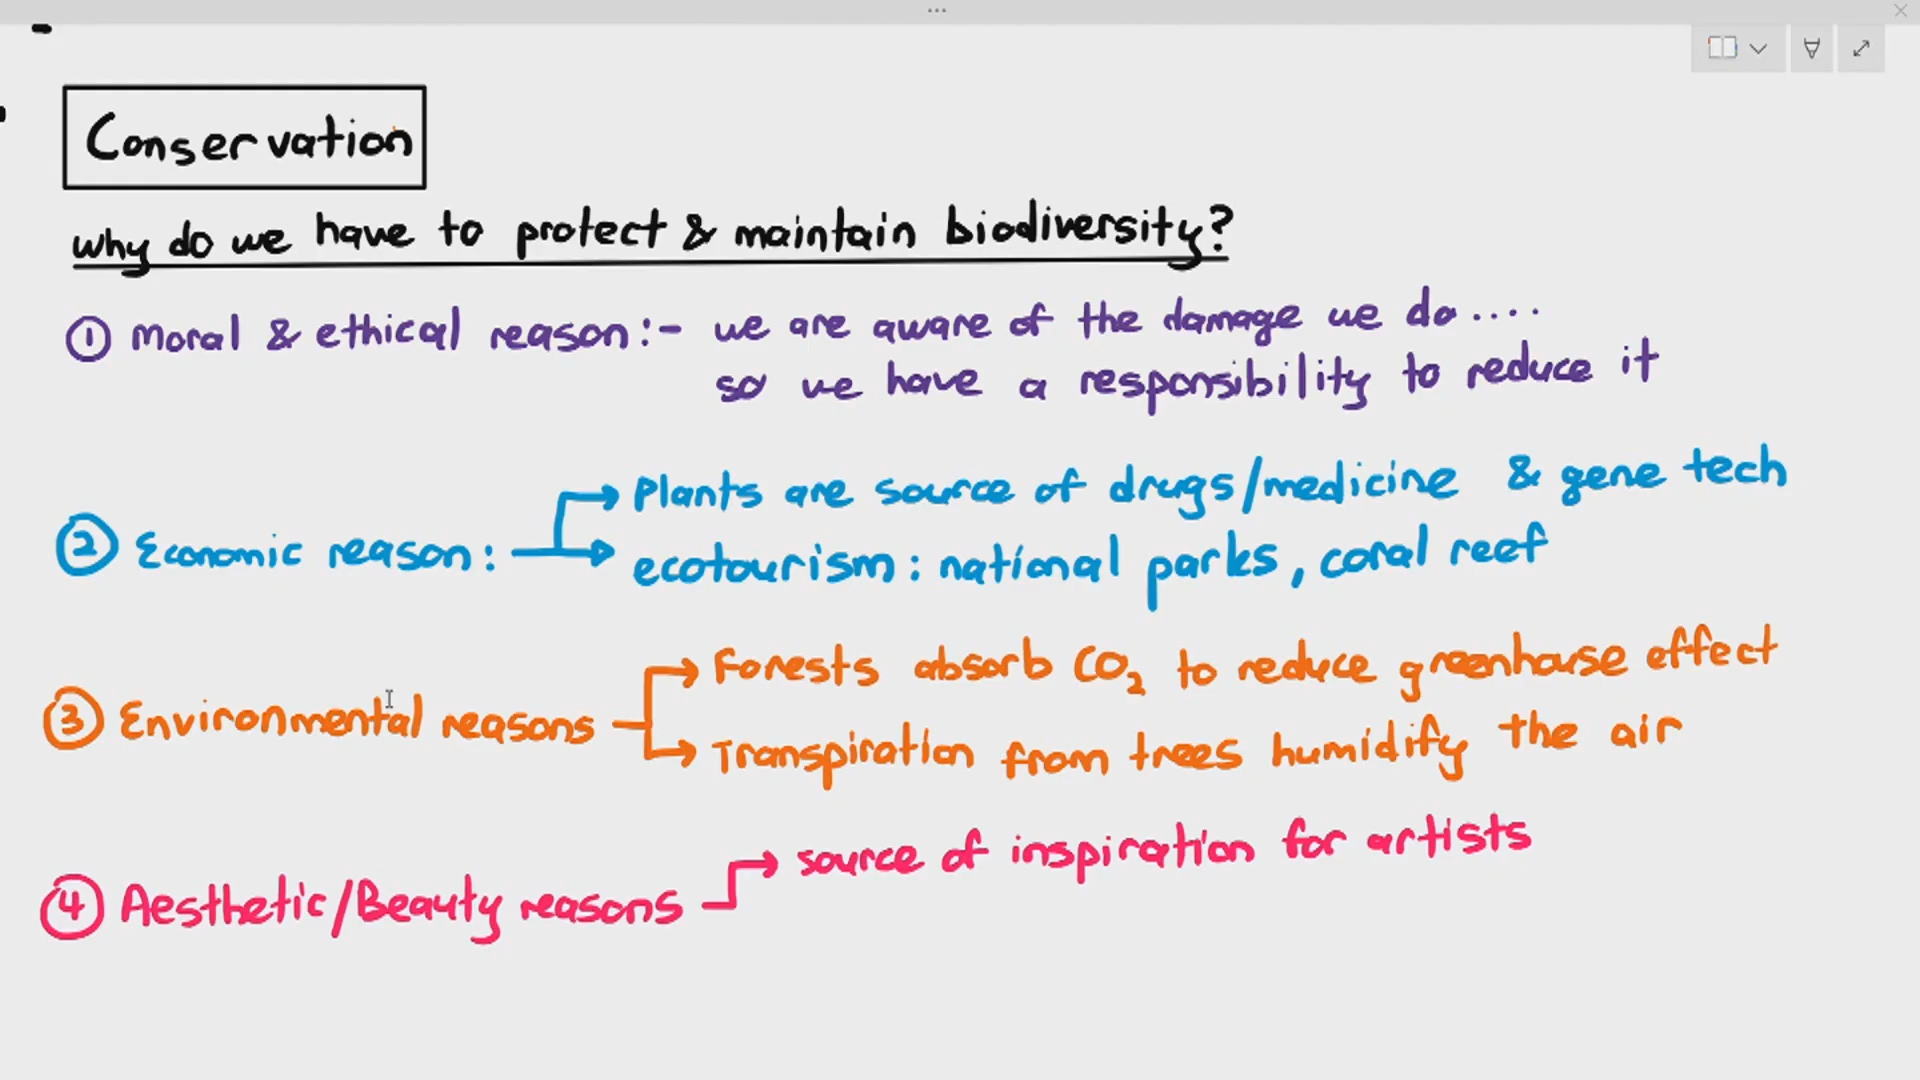 Conservation
why do we have to protect & maintain biodiversity?
① Moral & ethical reason:- we are aware of the damage we do....
so we have a responsibility to reduce it
Plants are source of drugs/medicine & gene tech
② Economic reason:
ecotourism: national parks, coral reef
Forests absorb CO₂ to reduce greenhouse effect
③ Environmental reasons
Transpiration from trees humidify the air
source of inspiration for artists
④ Aesthetic/Beauty reasons